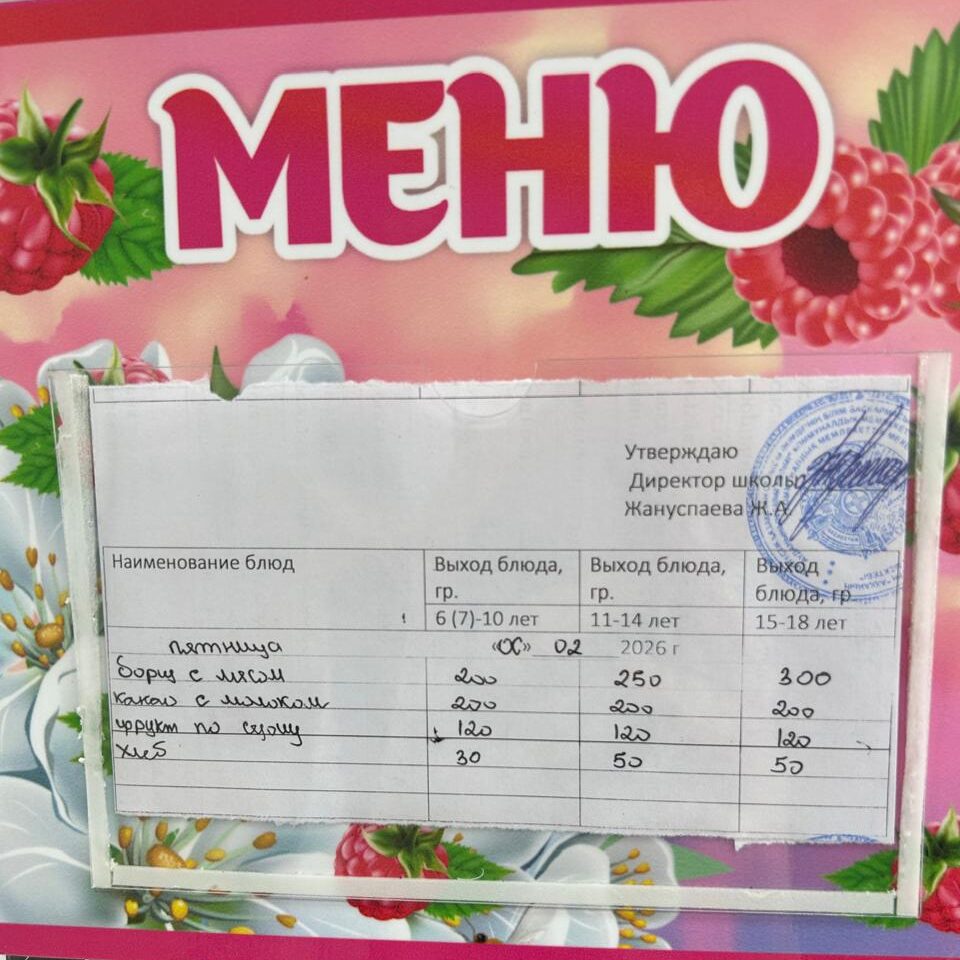 МЕНЮ
Утверждаю
Директор школы
Жануспаева Ж.А.
Наименование блюд
Выход блюда, гр.
Выход блюда, гр.
Выход блюда, гр
6 (7)-10 лет
11-14 лет
15-18 лет
пятница « » 02 2026 г
борщ с мясом 200 250 300
какао с молоком 200 200 200
фрукт по сезону 120 120 120
хлеб 30 50 50